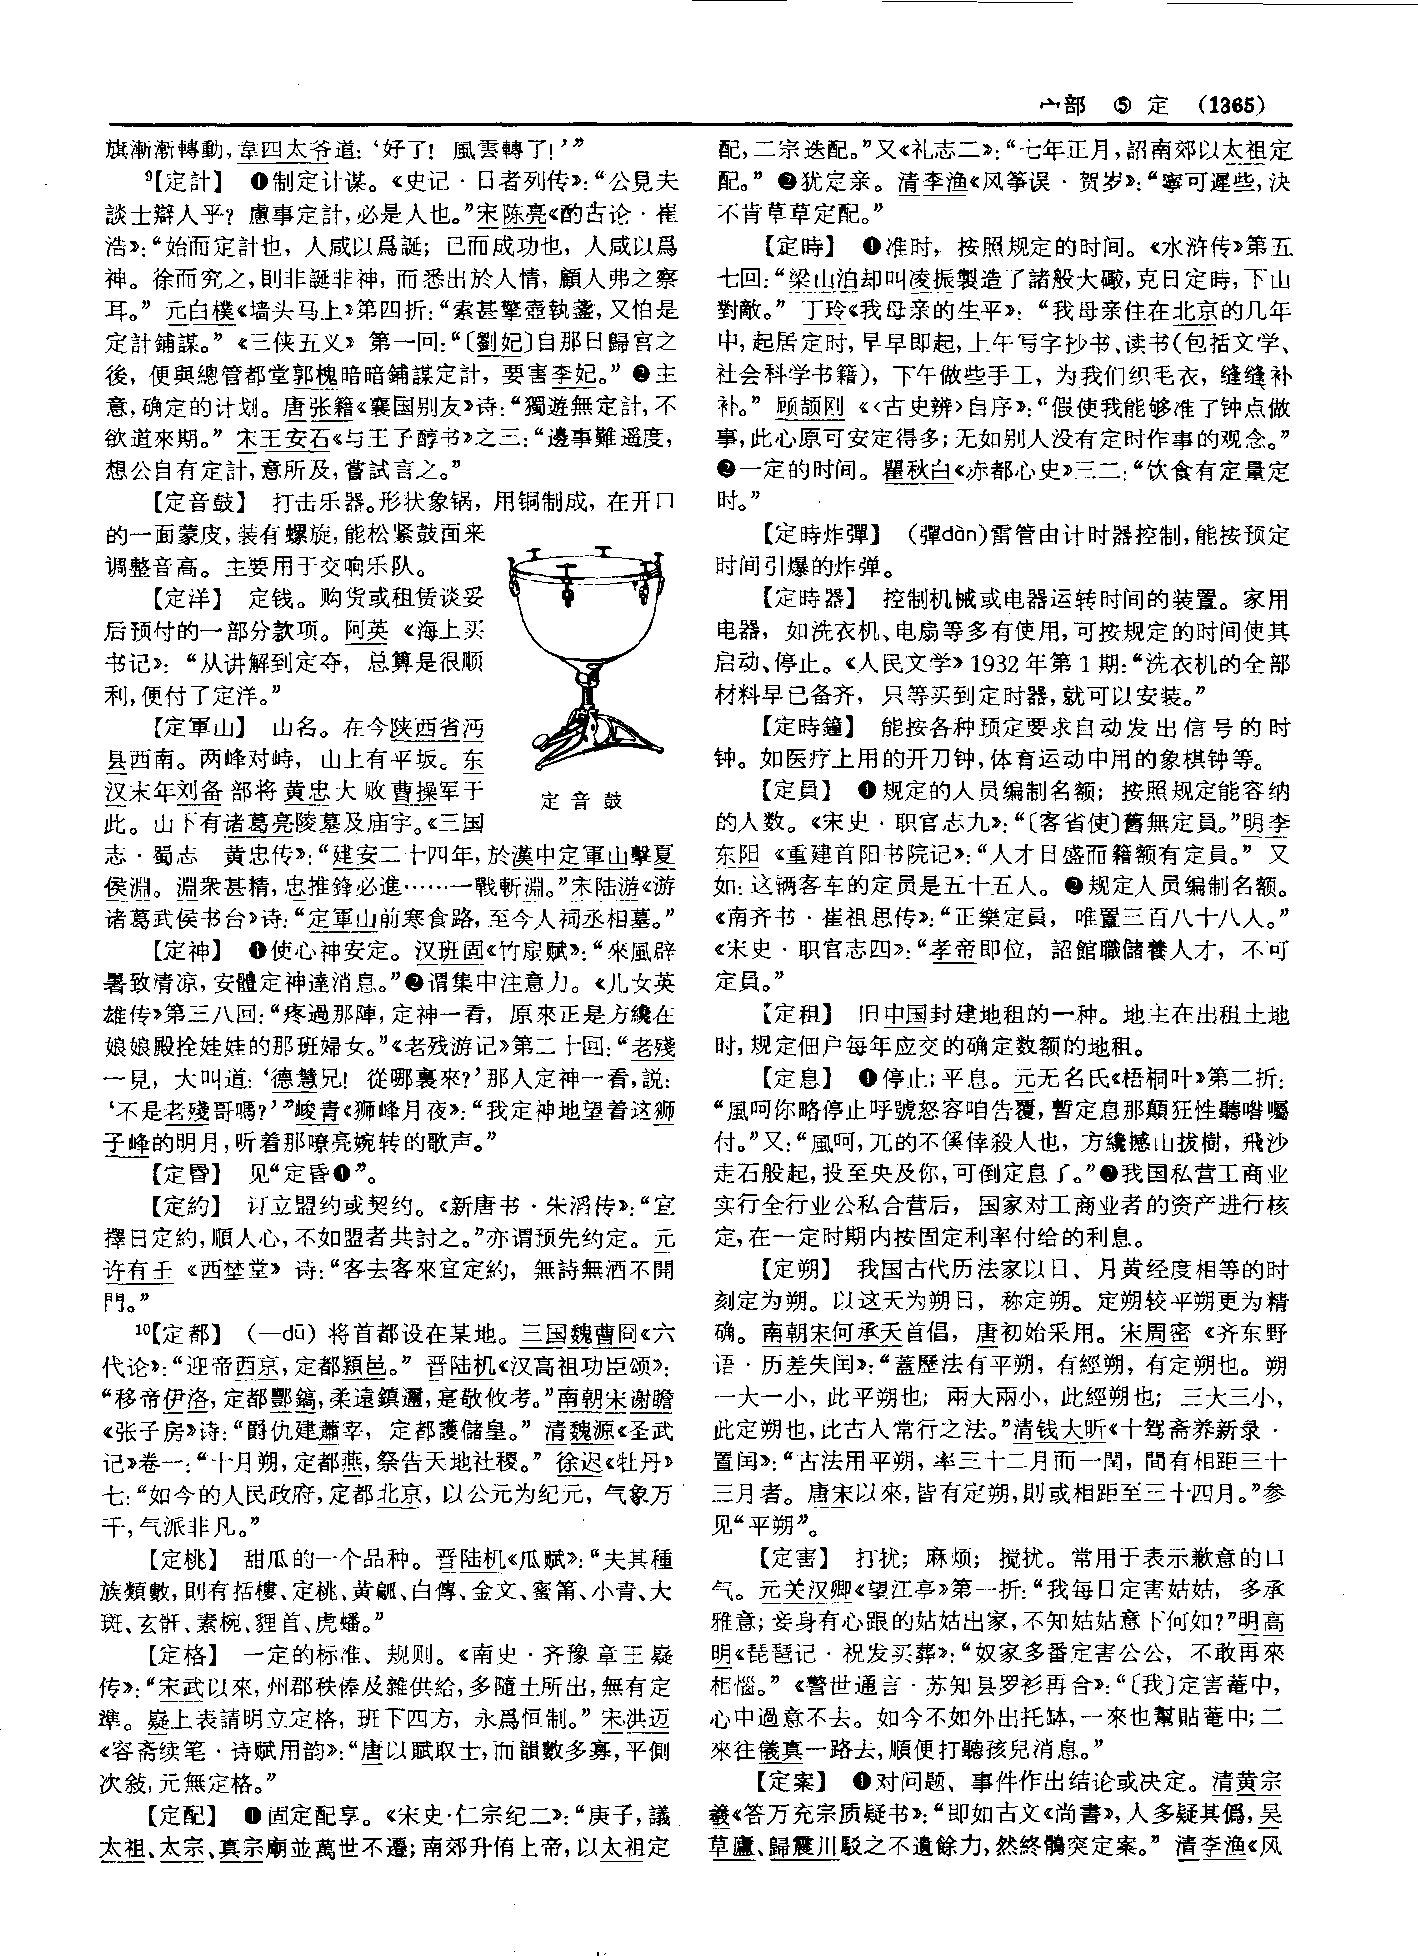 宀部 ⑤ 定 (1365)
旗漸漸轉動，韋四太爷道：‘好了！風雲轉了！’”
⁹【定計】 ❶制定计谋。《史记·日者列传》：“公見夫
談士辯人乎？慮事定計，必是人也。”宋陈亮《酌古论·崔
浩》：“始而定計也，人咸以爲誕；已而成功也，人咸以爲
神。徐而究之，則非誕非神，而悉出於人情，顧人弗之察
耳。” 元白樸《墙头马上》第四折：“索甚擎壺執盞，又怕是
定計鋪謀。”《三侠五义》第一回：“〔劉妃〕自那日歸宫之
後，便與總管都堂郭槐暗暗鋪謀定計，要害李妃。” ❷主
意，确定的计划。唐张籍《襄国别友》诗：“獨遊無定計，不
欲道來期。” 宋王安石《与王子醇书》之三：“邊事難遥度，
想公自有定計，意所及，嘗試言之。”
【定音鼓】 打击乐器。形状象锅，用铜制成，在开口
的一面蒙皮，装有螺旋，能松紧鼓面来
调整音高。主要用于交响乐队。
【定洋】 定钱。购货或租赁谈妥
后预付的一部分款项。阿英《海上买
书记》：“从讲解到定夺，总算是很顺
利，便付了定洋。”
【定軍山】 山名。在今陕西省沔
县西南。两峰对峙，山上有平坂。东
汉末年刘备部将黄忠大败曹操军于
此。山下有诸葛亮陵墓及庙宇。《三国
定音鼓
志·蜀志 黄忠传》：“建安二十四年，於漢中定軍山擊夏
侯淵。淵衆甚精，忠推鋒必進……一戰斬淵。”宋陆游《游
诸葛武侯书台》诗：“定軍山前寒食路，至今人祠丞相墓。”
【定神】 ❶使心神安定。汉班固《竹扇赋》：“來風辟
暑致清凉，安體定神達消息。”❷谓集中注意力。《儿女英
雄传》第三八回：“疼過那陣，定神一看，原來正是方纔在
娘娘殿拴娃娃的那班婦女。”《老残游记》第二十回：“老殘
一見，大叫道：‘德慧兄！從哪裏來？’那人定神一看，説：
‘不是老殘哥嗎？’”峻青《狮峰月夜》：“我定神地望着这狮
子峰的明月，听着那嘹亮婉转的歌声。”
【定昬】 见“定昏❶”。
【定約】 订立盟约或契约。《新唐书·朱滔传》：“宜
擇日定約，順人心，不如盟者共討之。”亦谓预先约定。元
许有壬《西埜堂》诗：“客去客來宜定約，無詩無酒不開
門。”
¹⁰【定都】 (—dū) 将首都设在某地。三国魏曹冏《六
代论》：“迎帝西京，定都潁邑。” 晋陆机《汉高祖功臣颂》：
“移帝伊洛，定都酆鎬，柔遠鎮邇，寔敬攸考。”南朝宋谢瞻
《张子房》诗：“爵仇建蕭宰，定都護儲皇。” 清魏源《圣武
记》卷一：“十月朔，定都燕，祭告天地社稷。” 徐迟《牡丹》
七：“如今的人民政府，定都北京，以公元为纪元，气象万
千，气派非凡。”
【定桃】 甜瓜的一个品种。晋陆机《瓜赋》：“夫其種
族類數，則有括樓、定桃、黄𤬏、白傳、金文、蜜筩、小青、大
斑、玄骭、素椀、貍首、虎蟠。”
【定格】 一定的标准、规则。《南史·齐豫章王嶷
传》：“宋武以來，州郡秩俸及雜供給，多隨土所出，無有定
準。嶷上表請明立定格，班下四方，永爲恒制。” 宋洪迈
《容斋续笔·诗赋用韵》：“唐以賦取士，而韻數多寡，平側
次敍，元無定格。”
【定配】 ❶固定配享。《宋史·仁宗纪二》：“庚子，議
太祖、太宗、真宗廟並萬世不遷；南郊升侑上帝，以太祖定
配，二宗迭配。”又《礼志二》：“七年正月，詔南郊以太祖定
配。” ❷犹定亲。清李渔《风筝误·贺岁》：“寧可遲些，決
不肯草草定配。”
【定時】 ❶准时，按照规定的时间。《水浒传》第五
七回：“梁山泊却叫凌振製造了諸般大礮，克日定時，下山
對敵。” 丁玲《我母亲的生平》：“我母亲住在北京的几年
中，起居定时，早早即起，上午写字抄书、读书（包括文学、
社会科学书籍），下午做些手工，为我们织毛衣，缝缝补
补。” 顾颉刚《〈古史辨〉自序》：“假使我能够准了钟点做
事，此心原可安定得多；无如别人没有定时作事的观念。”
❷一定的时间。瞿秋白《赤都心史》三二：“饮食有定量定
时。”
【定時炸彈】 (彈dàn)雷管由计时器控制，能按预定
时间引爆的炸弹。
【定時器】 控制机械或电器运转时间的装置。家用
电器，如洗衣机、电扇等多有使用，可按规定的时间使其
启动、停止。《人民文学》1932年第1期：“洗衣机的全部
材料早已备齐，只等买到定时器，就可以安装。”
【定時鐘】 能按各种预定要求自动发出信号的时
钟。如医疗上用的开刀钟，体育运动中用的象棋钟等。
【定員】 ❶规定的人员编制名额；按照规定能容纳
的人数。《宋史·职官志九》：“〔客省使〕舊無定員。”明李
东阳《重建首阳书院记》：“人才日盛而籍额有定員。” 又
如：这辆客车的定员是五十五人。❷规定人员编制名额。
《南齐书·崔祖思传》：“正樂定員，唯置三百八十八人。”
《宋史·职官志四》：“孝帝即位，詔館職儲養人才，不可
定員。”
【定租】 旧中国封建地租的一种。地主在出租土地
时，规定佃户每年应交的确定数额的地租。
【定息】 ❶停止；平息。元无名氏《梧桐叶》第二折：
“風呵你略停止呼號怒容咱告覆，暫定息那顛狂性聽喒囑
付。”又：“風呵，兀的不傒倖殺人也，方纔撼山拔樹，飛沙
走石般起，投至央及你，可倒定息了。”❷我国私营工商业
实行全行业公私合营后，国家对工商业者的资产进行核
定，在一定时期内按固定利率付给的利息。
【定朔】 我国古代历法家以日、月黄经度相等的时
刻定为朔。以这天为朔日，称定朔。定朔较平朔更为精
确。南朝宋何承天首倡，唐初始采用。宋周密《齐东野
语·历差失闰》：“蓋歷法有平朔，有經朔，有定朔也。朔
一大一小，此平朔也；兩大兩小，此經朔也；三大三小，
此定朔也，此古人常行之法。”清钱大昕《十驾斋养新录·
置闰》：“古法用平朔，率三十二月而一閏，間有相距三十
三月者。唐宋以來，皆有定朔，則或相距至三十四月。”参
见“平朔”。
【定害】 打扰；麻烦；搅扰。常用于表示歉意的口
气。元关汉卿《望江亭》第一折：“我每日定害姑姑，多承
雅意；妾身有心跟的姑姑出家，不知姑姑意下何如？”明高
明《琵琶记·祝发买葬》：“奴家多番定害公公，不敢再來
相惱。”《警世通言·苏知县罗衫再合》：“〔我〕定害菴中，
心中過意不去。如今不如外出托缽，一來也幫貼菴中；二
來往儀真一路去，順便打聽孩兒消息。”
【定案】 ❶对问题、事件作出结论或决定。清黄宗
羲《答万充宗质疑书》：“即如古文《尚書》，人多疑其僞，吴
草廬、歸震川駁之不遺餘力，然終鶻突定案。” 清李渔《风